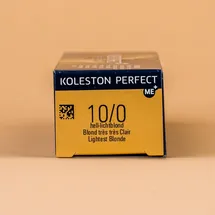 KOLESTON PERFECT
ME+
10/0
hell-lichtblond
Blond très très Clair
Lightest Blonde